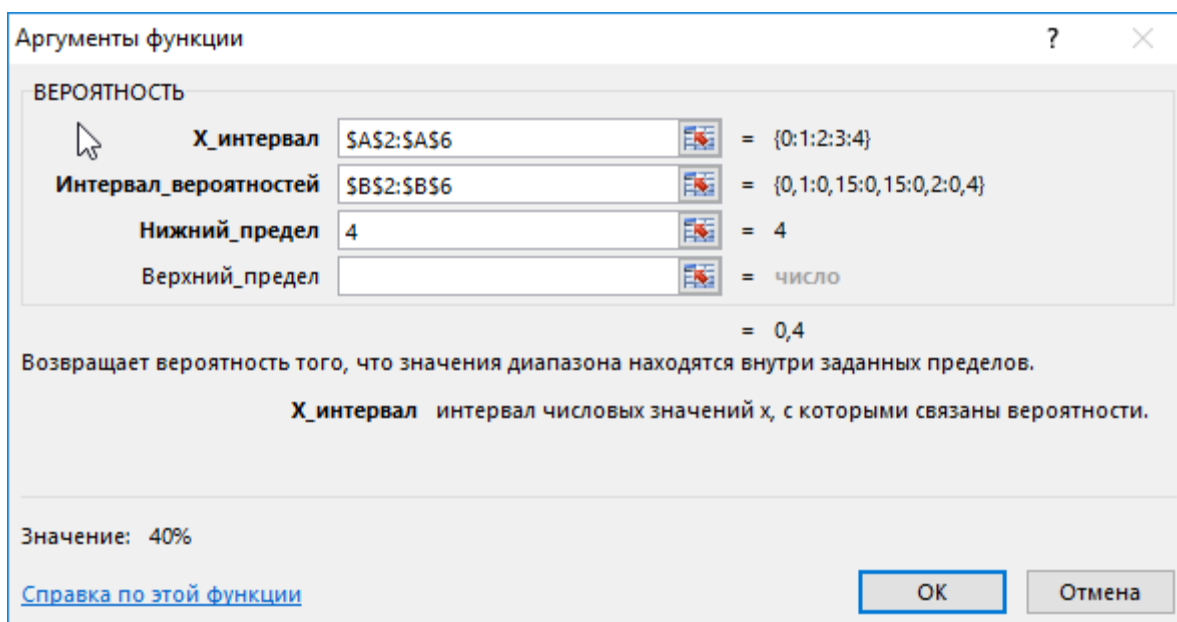 Аргументы функции ?
ВЕРОЯТНОСТЬ
X_интервал $A$2:$A$6 = {0:1:2:3:4}
Интервал_вероятностей $B$2:$B$6 = {0,1:0,15:0,15:0,2:0,4}
Нижний_предел 4 = 4
Верхний_предел = число
= 0,4
Возвращает вероятность того, что значения диапазона находятся внутри заданных пределов.
X_интервал интервал числовых значений x, с которыми связаны вероятности.
Значение: 40%
Справка по этой функции ОК Отмена